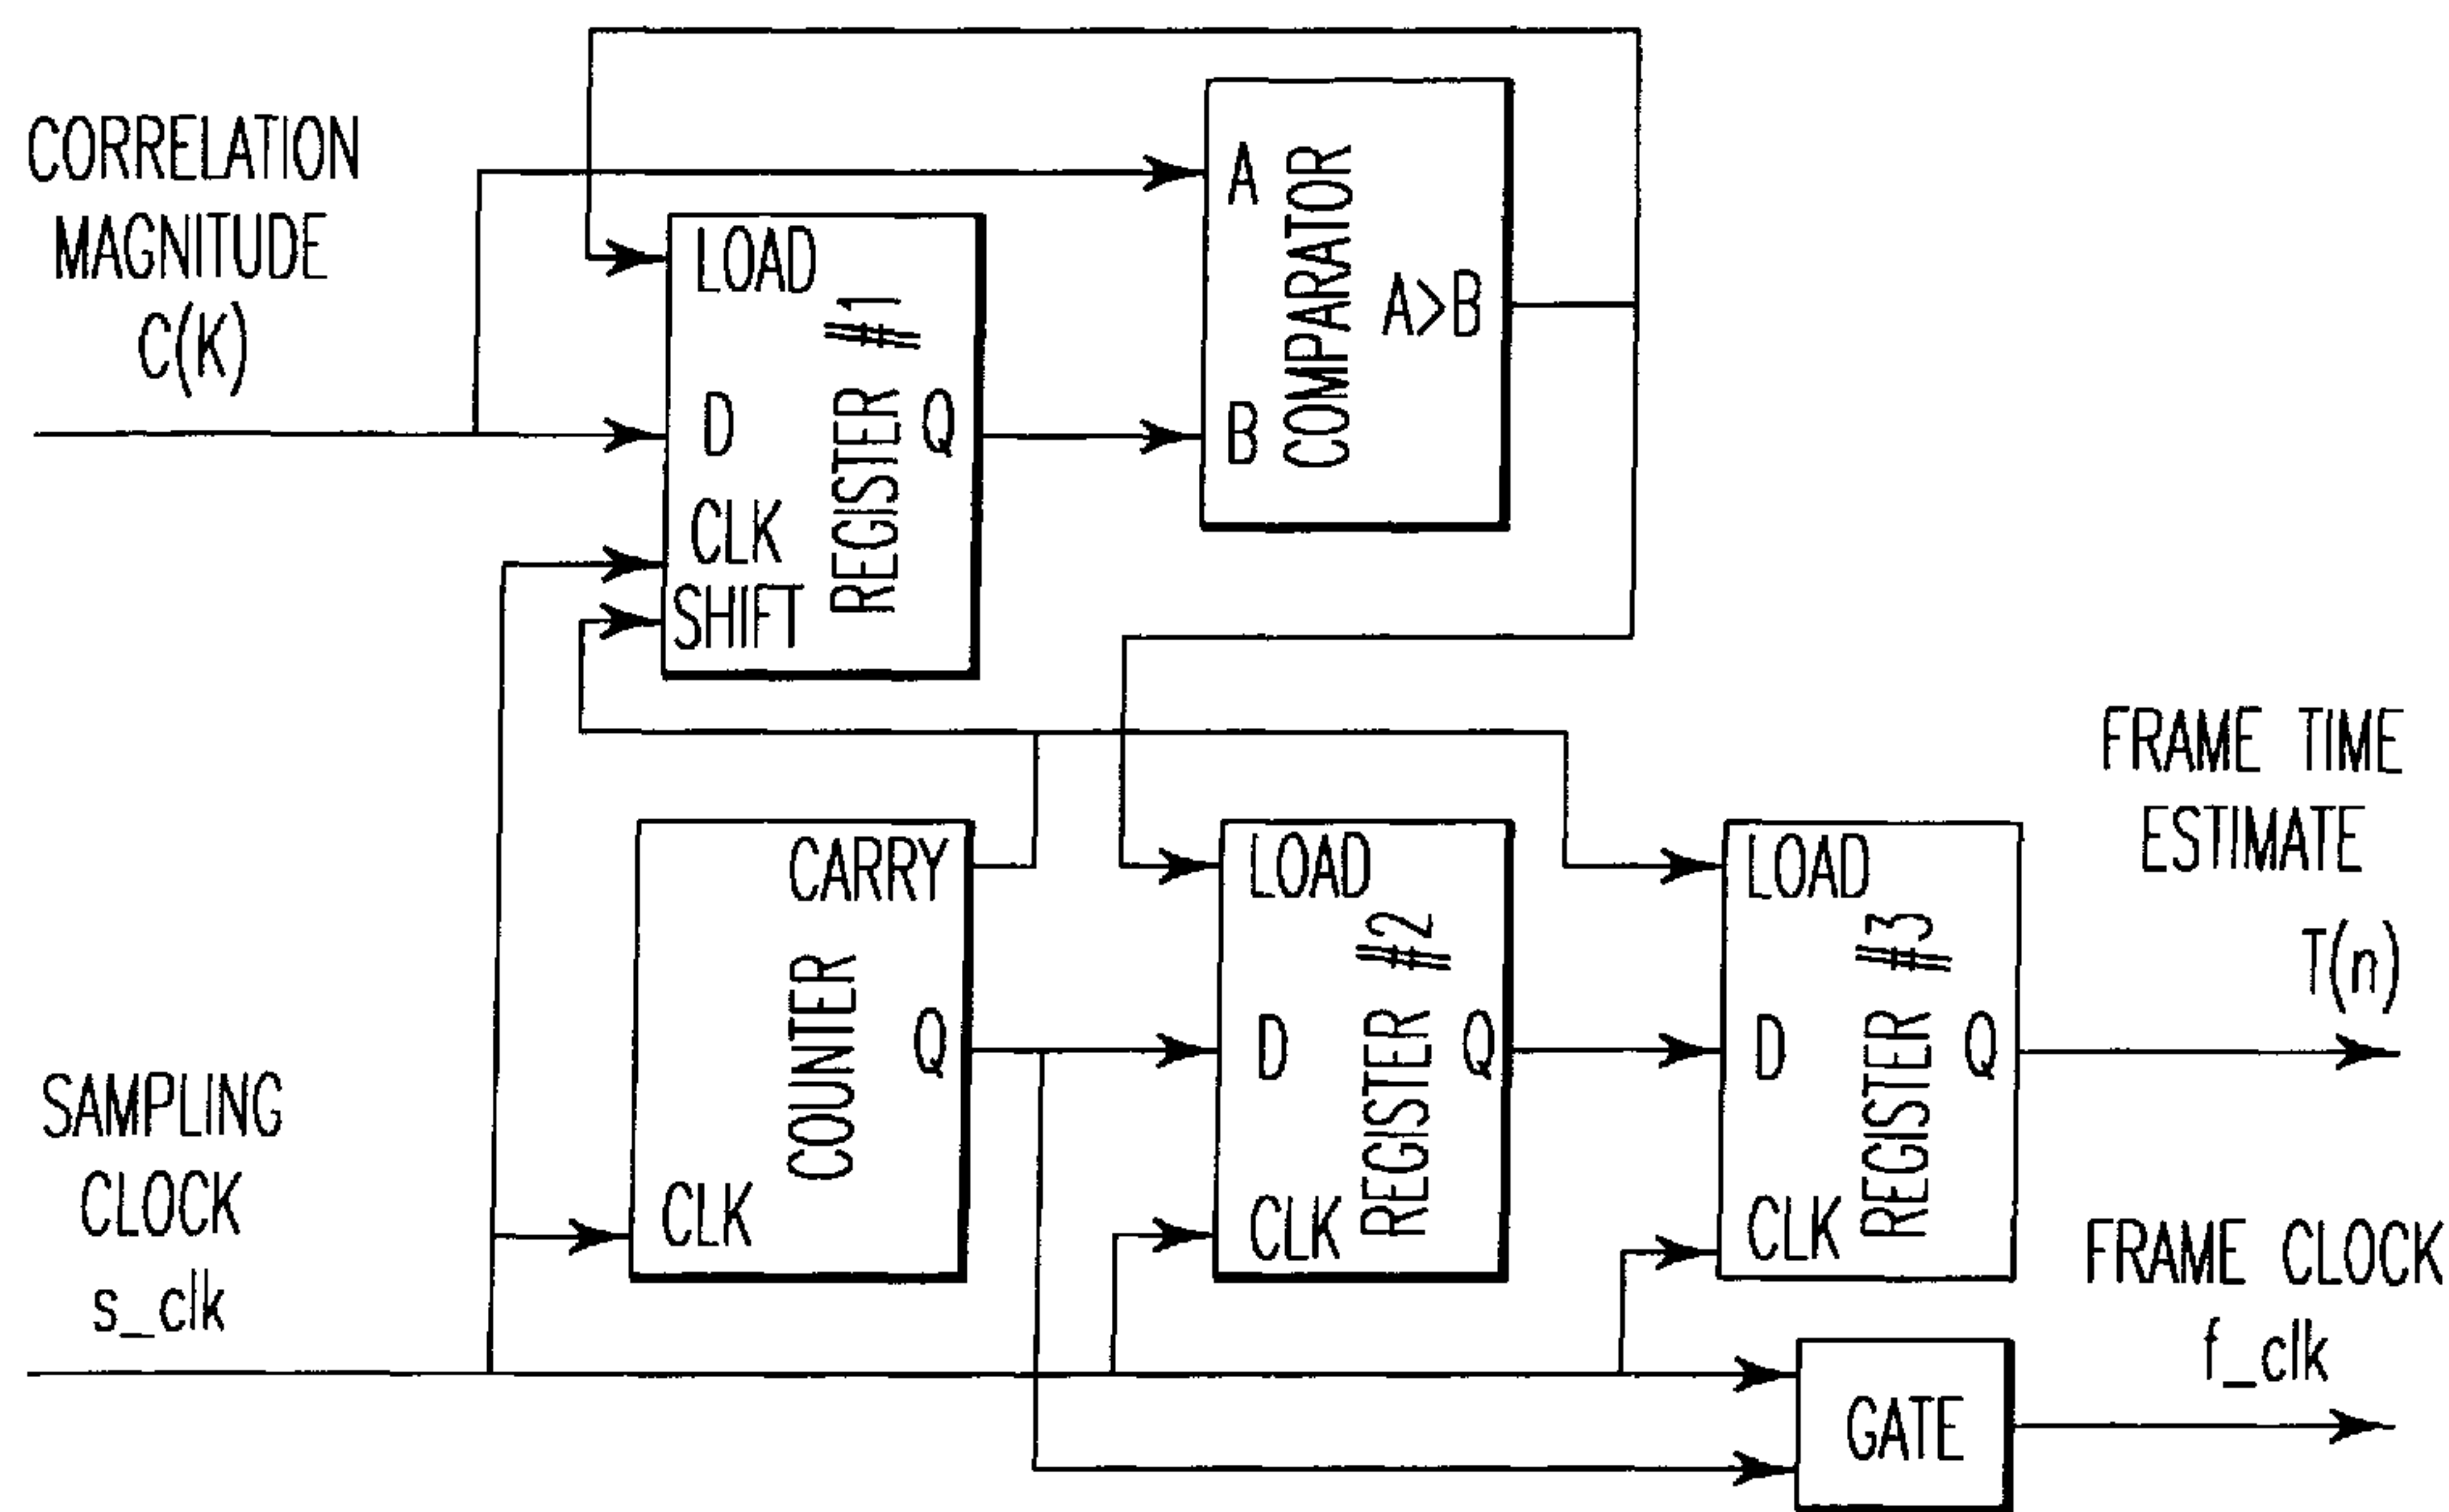 CORRELATION
MAGNITUDE
C(K)
LOAD
D
CLK
SHIFT
REGISTER #1
Q
A
B
COMPARATOR
A>B
SAMPLING
CLOCK
s_clk
CARRY
COUNTER
Q
CLK
LOAD
D
CLK
REGISTER #2
Q
LOAD
D
CLK
REGISTER #3
Q
FRAME TIME
ESTIMATE
T(n)
FRAME CLOCK
f_clk
GATE